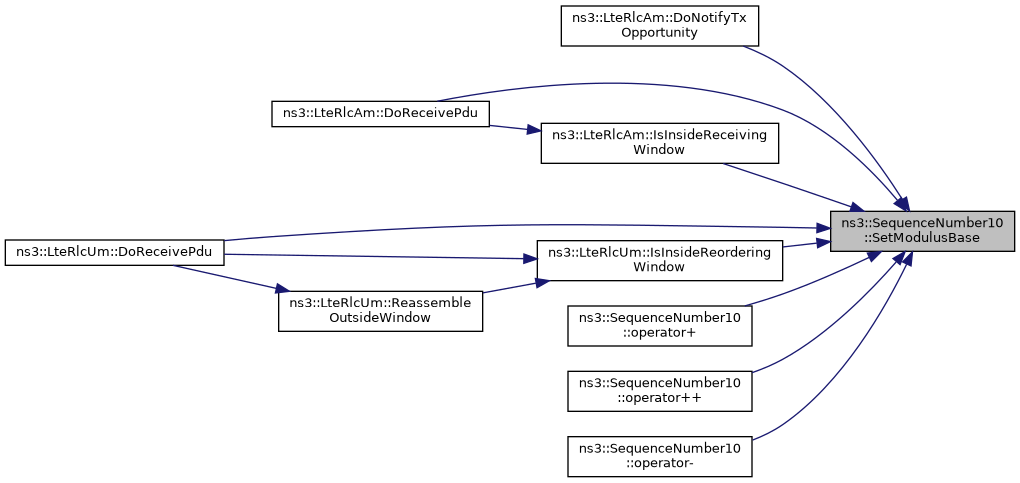 ns3::LteRlcAm::DoNotifyTx
Opportunity
ns3::LteRlcAm::DoReceivePdu
ns3::LteRlcAm::IsInsideReceiving
Window
ns3::SequenceNumber10
::SetModulusBase
ns3::LteRlcUm::DoReceivePdu
ns3::LteRlcUm::IsInsideReordering
Window
ns3::LteRlcUm::Reassemble
OutsideWindow
ns3::SequenceNumber10
::operator+
ns3::SequenceNumber10
::operator++
ns3::SequenceNumber10
::operator-